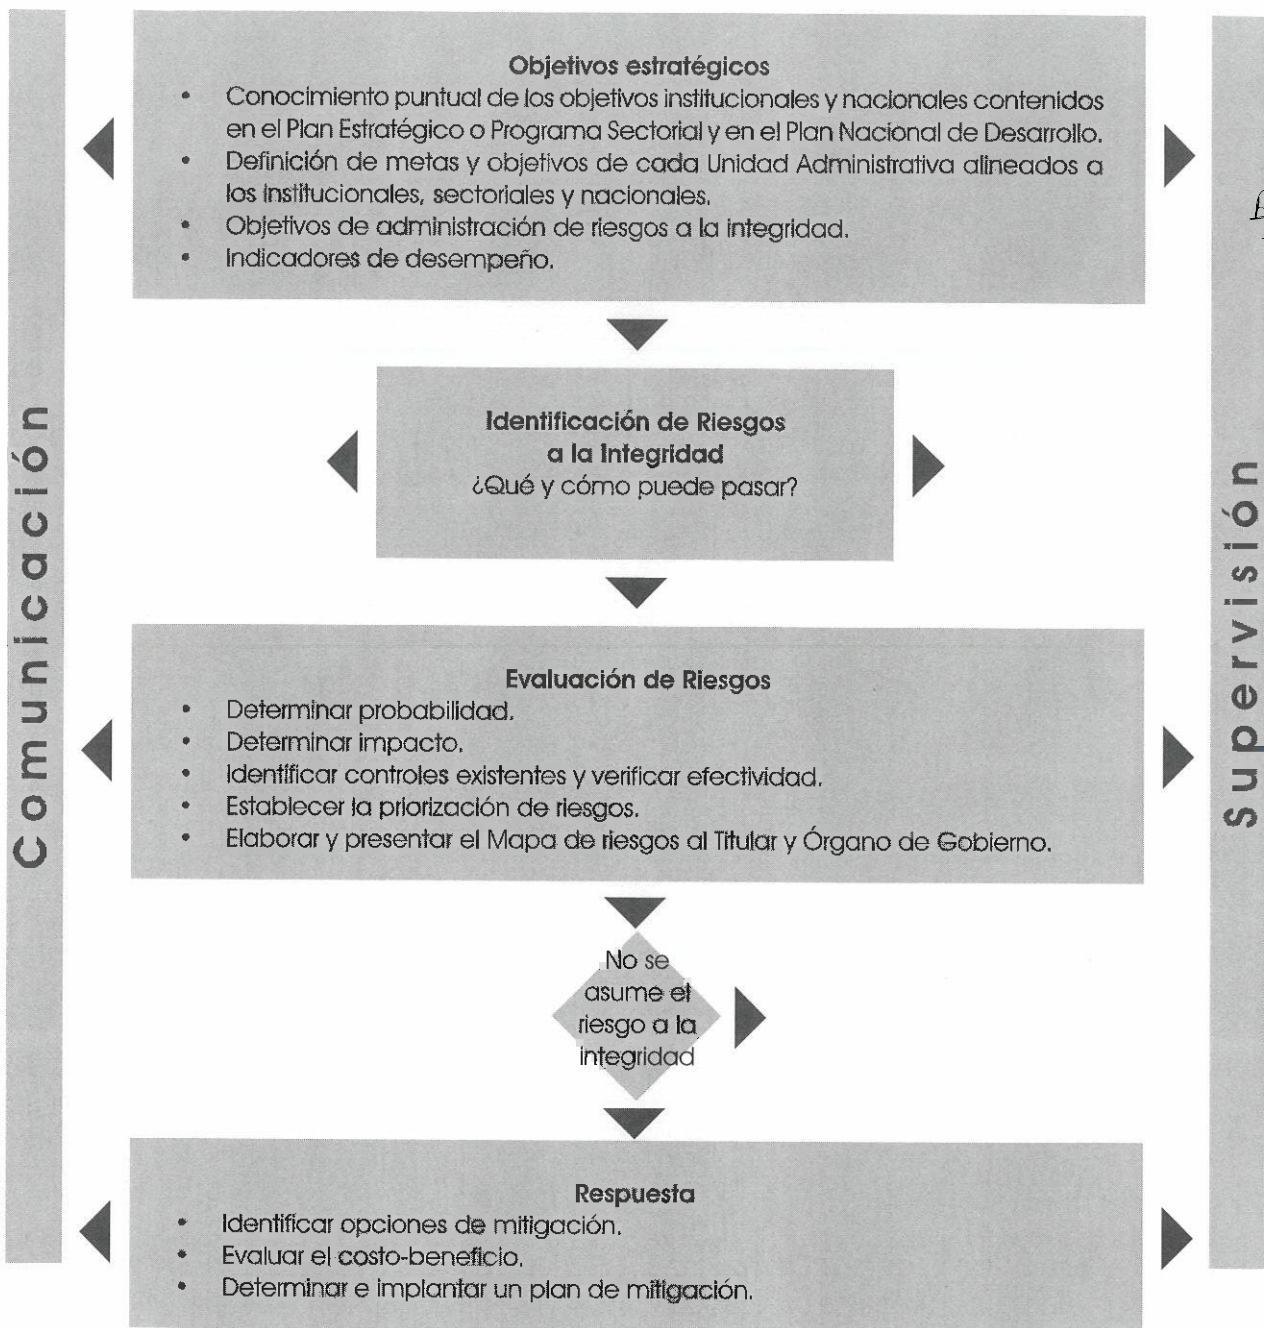 Comunicación
Objetivos estratégicos
• Conocimiento puntual de los objetivos institucionales y nacionales contenidos
en el Plan Estratégico o Programa Sectorial y en el Plan Nacional de Desarrollo.
• Definición de metas y objetivos de cada Unidad Administrativa alineados a
los institucionales, sectoriales y nacionales.
• Objetivos de administración de riesgos a la integridad.
• Indicadores de desempeño.
Identificación de Riesgos
a la Integridad
¿Qué y cómo puede pasar?
Evaluación de Riesgos
• Determinar probabilidad.
• Determinar impacto.
• Identificar controles existentes y verificar efectividad.
• Establecer la priorización de riesgos.
• Elaborar y presentar el Mapa de riesgos al Titular y Órgano de Gobierno.
No se
asume el
riesgo a la
integridad
Respuesta
• Identificar opciones de mitigación.
• Evaluar el costo-beneficio.
• Determinar e implantar un plan de mitigación.
Supervisión